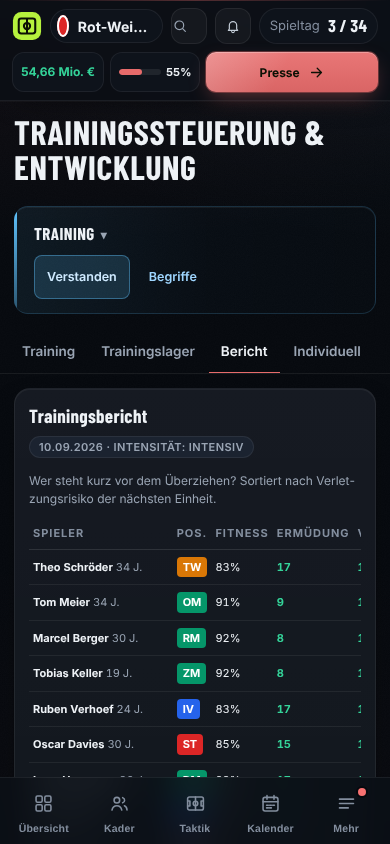 Rot-Wei...
Spieltag 3 / 34
54,66 Mio. €
55%
Presse →
TRAININGSSTEUERUNG &
ENTWICKLUNG
TRAINING ▾
Verstanden
Begriffe
Training
Trainingslager
Bericht
Individuell
Trainingsbericht
10.09.2026 · INTENSITÄT: INTENSIV
Wer steht kurz vor dem Überziehen? Sortiert nach Verlet-
zungsrisiko der nächsten Einheit.
SPIELER POS. FITNESS ERMÜDUNG
Theo Schröder 34 J. TW 83% 17
Tom Meier 34 J. OM 91% 9
Marcel Berger 30 J. RM 92% 8
Tobias Keller 19 J. ZM 92% 8
Ruben Verhoef 24 J. IV 83% 17
Oscar Davies 30 J. ST 85% 15
Übersicht
Kader
Taktik
Kalender
Mehr